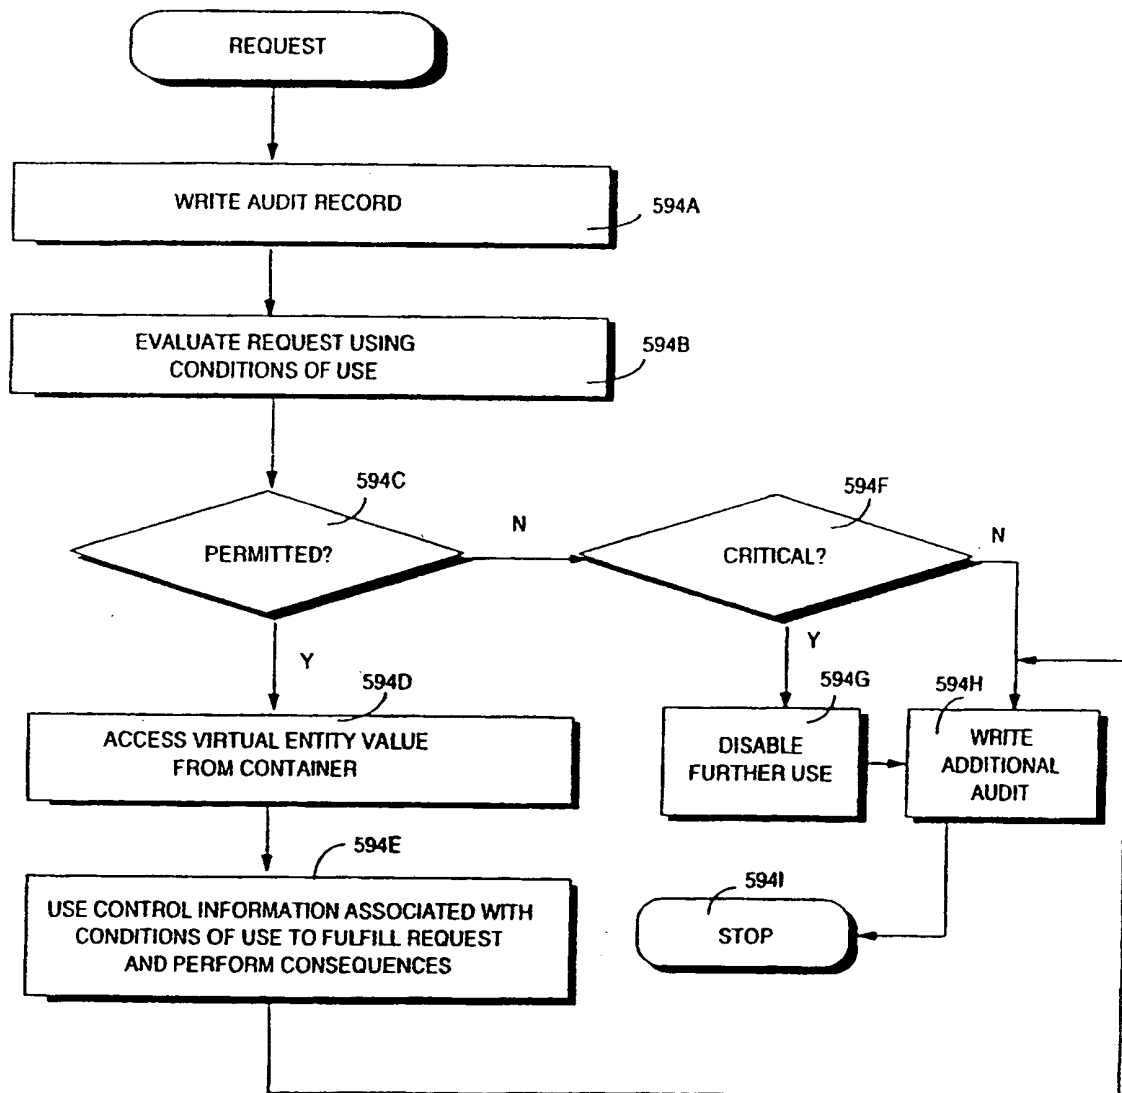 REQUEST
WRITE AUDIT RECORD
594A
EVALUATE REQUEST USING
CONDITIONS OF USE
594B
594C
PERMITTED?
N
594F
CRITICAL?
N
Y
Y
594D
ACCESS VIRTUAL ENTITY VALUE
FROM CONTAINER
594G
DISABLE
FURTHER USE
594H
WRITE
ADDITIONAL
AUDIT
594E
USE CONTROL INFORMATION ASSOCIATED WITH
CONDITIONS OF USE TO FULFILL REQUEST
AND PERFORM CONSEQUENCES
594I
STOP